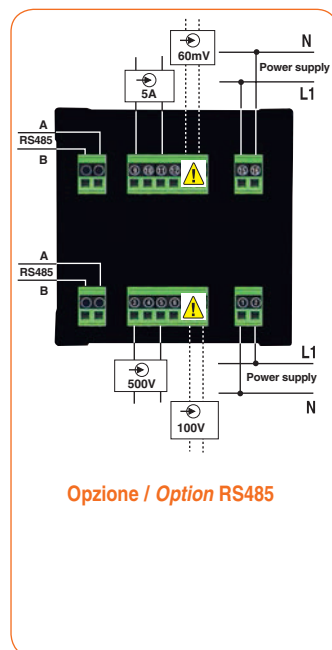 N
60mV
Power supply
5A
L1
A
RS485
B
A
RS485
B
L1
500V
Power supply
N
100V
Opzione / Option RS485